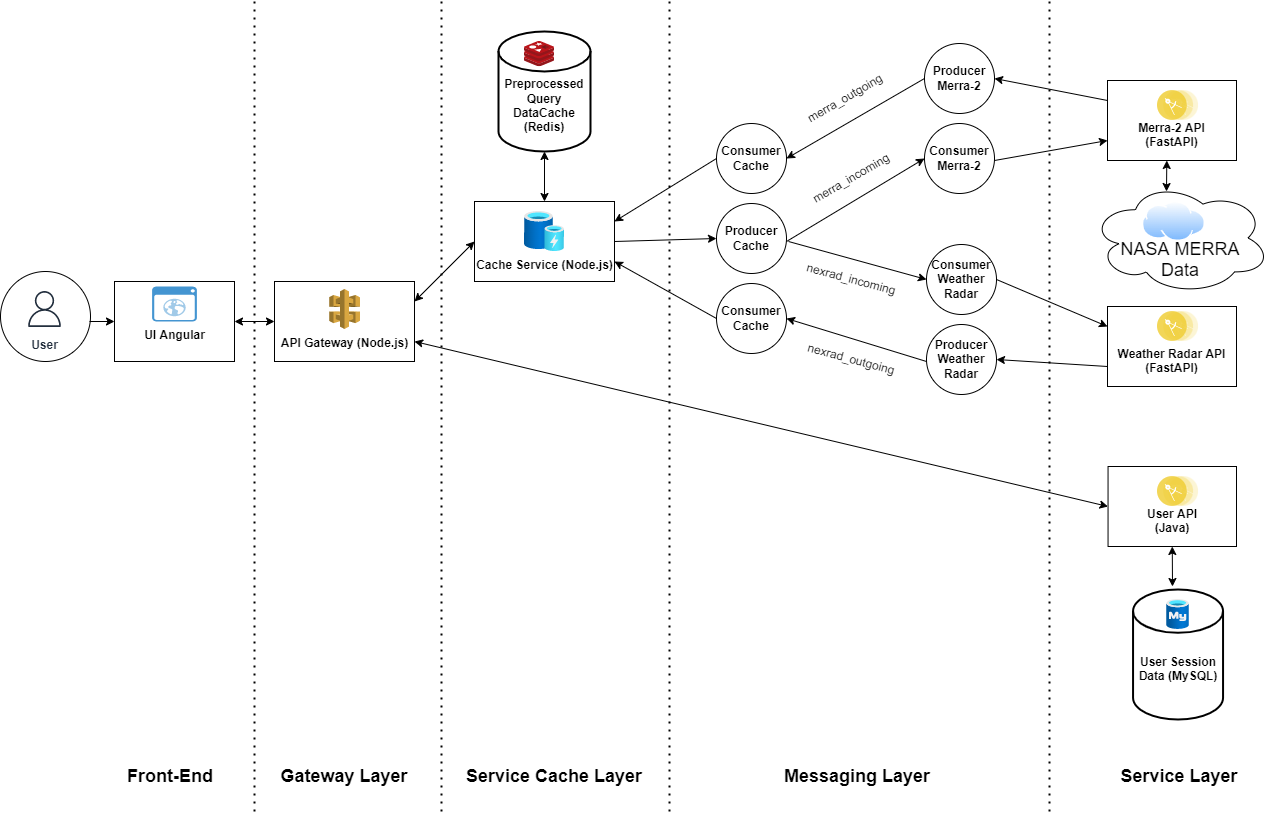 Preprocessed
Query
DataCache
(Redis)
Cache Service (Node.js)
User
UI Angular
API Gateway (Node.js)
Producer
Merra-2
merra_outgoing
Consumer
Cache
Consumer
Merra-2
merra_incoming
Producer
Cache
nexrad_incoming
Consumer
Weather
Radar
Consumer
Cache
nexrad_outgoing
Producer
Weather
Radar
Merra-2 API
(FastAPI)
NASA MERRA
Data
Weather Radar API
(FastAPI)
User API
(Java)
My
User Session
Data (MySQL)
Front-End
Gateway Layer
Service Cache Layer
Messaging Layer
Service Layer